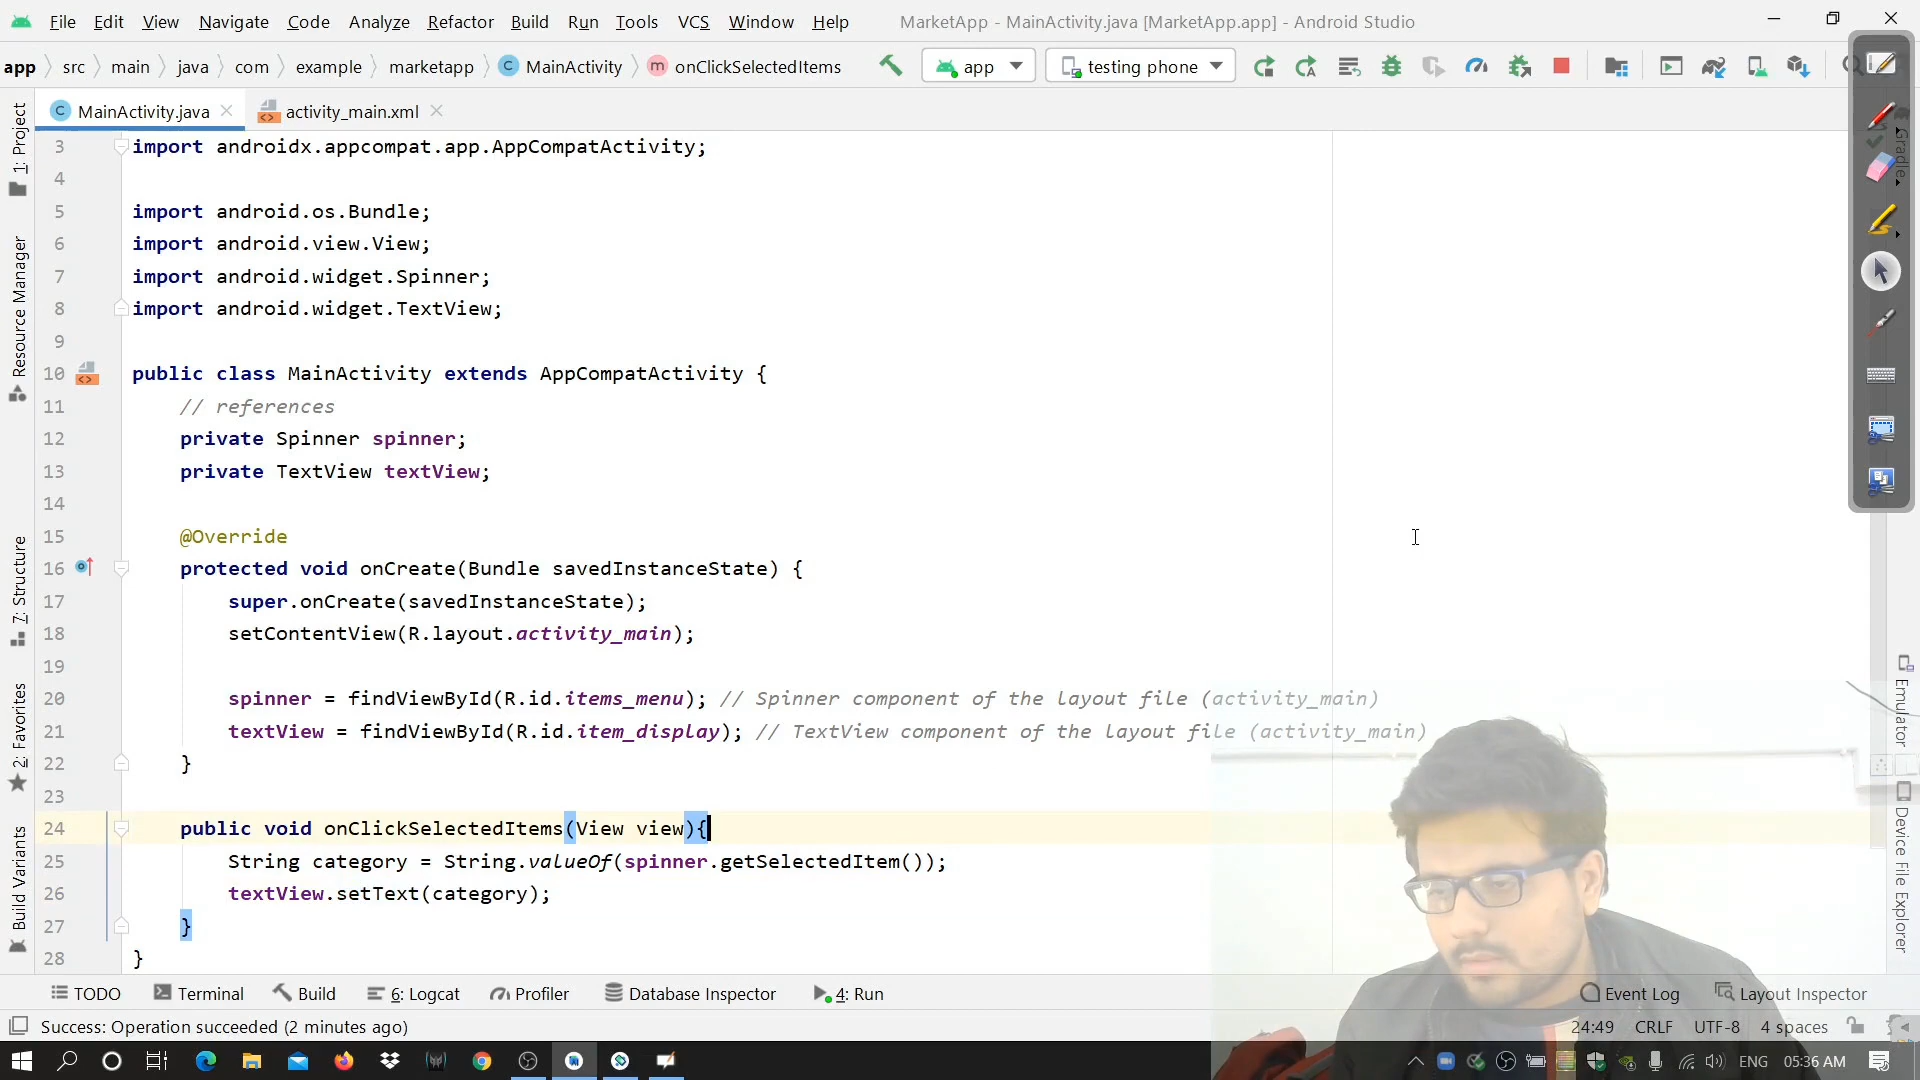 File Edit View Navigate Code Analyze Refactor Build Run Tools VCS Window Help MarketApp - MainActivity.java [MarketApp.app] - Android Studio
app src main java com example marketapp C MainActivity m onClickSelectedItems app testing phone
C MainActivity.java activity_main.xml
1: Project
Resource Manager
7: Structure
2: Favorites
Build Variants
3 import androidx.appcompat.app.AppCompatActivity;
4
5 import android.os.Bundle;
6 import android.view.View;
7 import android.widget.Spinner;
8 import android.widget.TextView;
9
10 public class MainActivity extends AppCompatActivity {
11 // references
12 private Spinner spinner;
13 private TextView textView;
14
15 @Override
16 protected void onCreate(Bundle savedInstanceState) {
17 super.onCreate(savedInstanceState);
18 setContentView(R.layout.activity_main);
19
20 spinner = findViewById(R.id.items_menu); // Spinner component of the layout file (activity_main)
21 textView = findViewById(R.id.item_display); // TextView component of the layout file (activity_main)
22 }
23
24 public void onClickSelectedItems(View view){
25 String category = String.valueOf(spinner.getSelectedItem());
26 textView.setText(category);
27 }
28 }
Gradle
Emulator
Device File Explorer
TODO Terminal Build 6: Logcat Profiler Database Inspector 4: Run Event Log Layout Inspector
Success: Operation succeeded (2 minutes ago) 24:49 CRLF UTF-8 4 spaces
ENG 05:36 AM